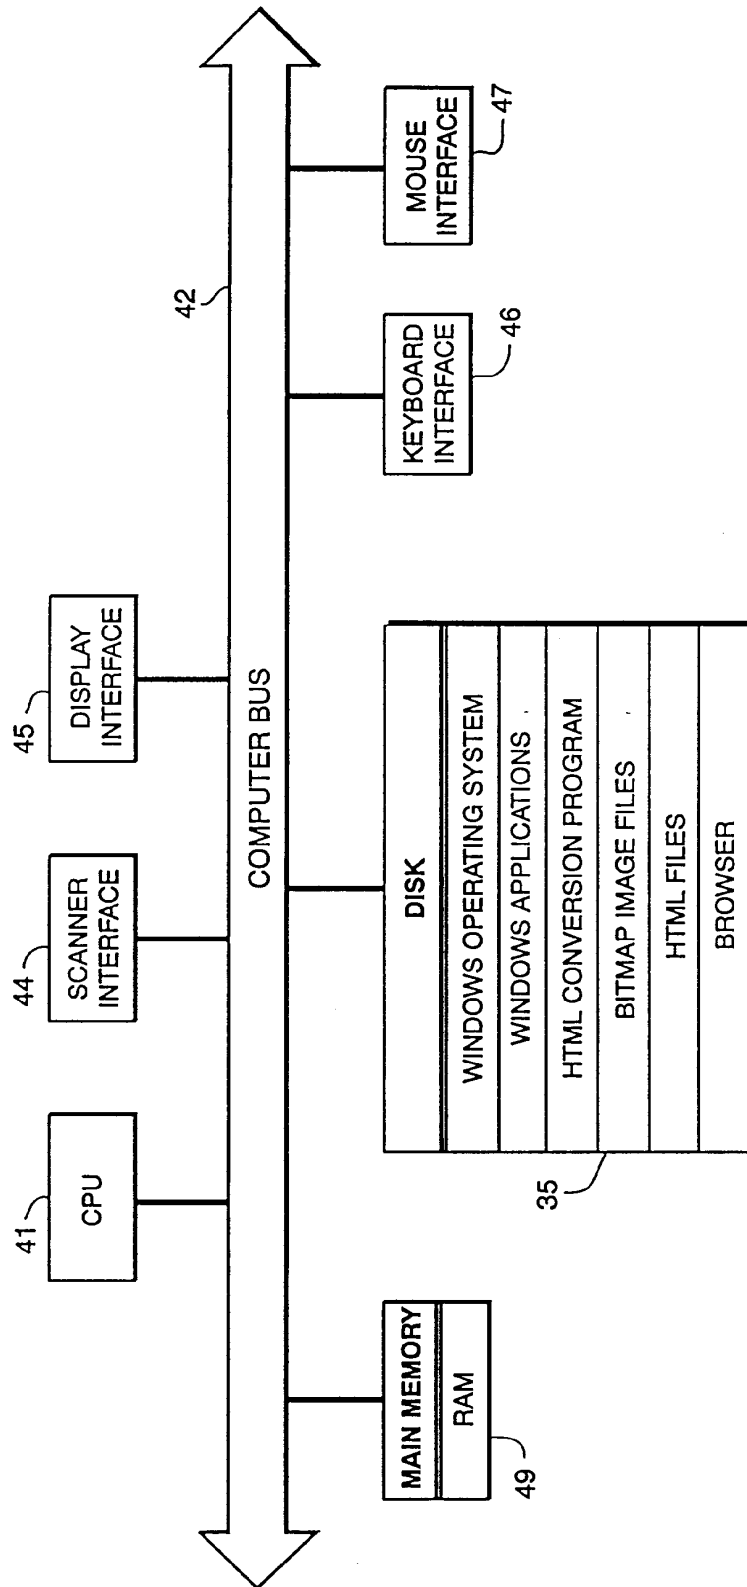 41
CPU
44
SCANNER
INTERFACE
45
DISPLAY
INTERFACE
42
COMPUTER BUS
MAIN MEMORY
RAM
49
DISK
WINDOWS OPERATING SYSTEM
WINDOWS APPLICATIONS
HTML CONVERSION PROGRAM
BITMAP IMAGE FILES
HTML FILES
BROWSER
35
KEYBOARD
INTERFACE
46
MOUSE
INTERFACE
47